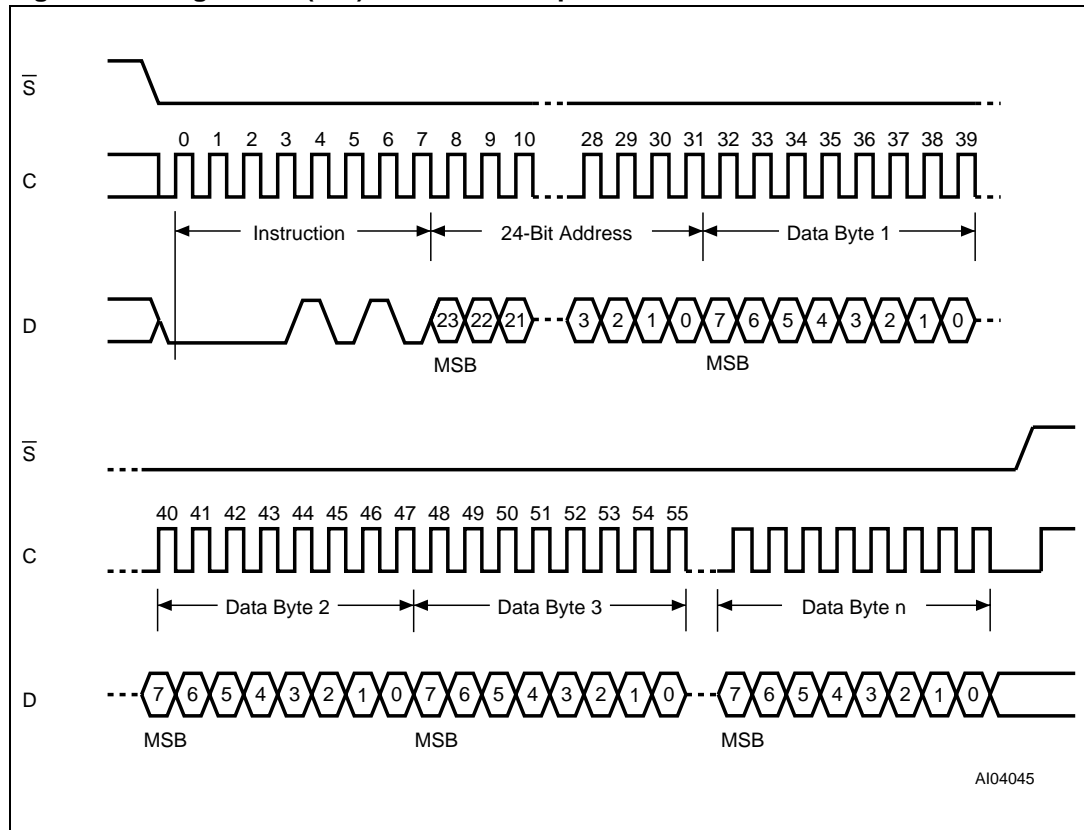 S
0 1 2 3 4 5 6 7 8 9 10 28 29 30 31 32 33 34 35 36 37 38 39
C
Instruction 24-Bit Address Data Byte 1
D 23 22 21 3 2 1 0 7 6 5 4 3 2 1 0
MSB MSB
S
40 41 42 43 44 45 46 47 48 49 50 51 52 53 54 55
C
Data Byte 2 Data Byte 3 Data Byte n
D 7 6 5 4 3 2 1 0 7 6 5 4 3 2 1 0 7 6 5 4 3 2 1 0
MSB MSB MSB
AI04045